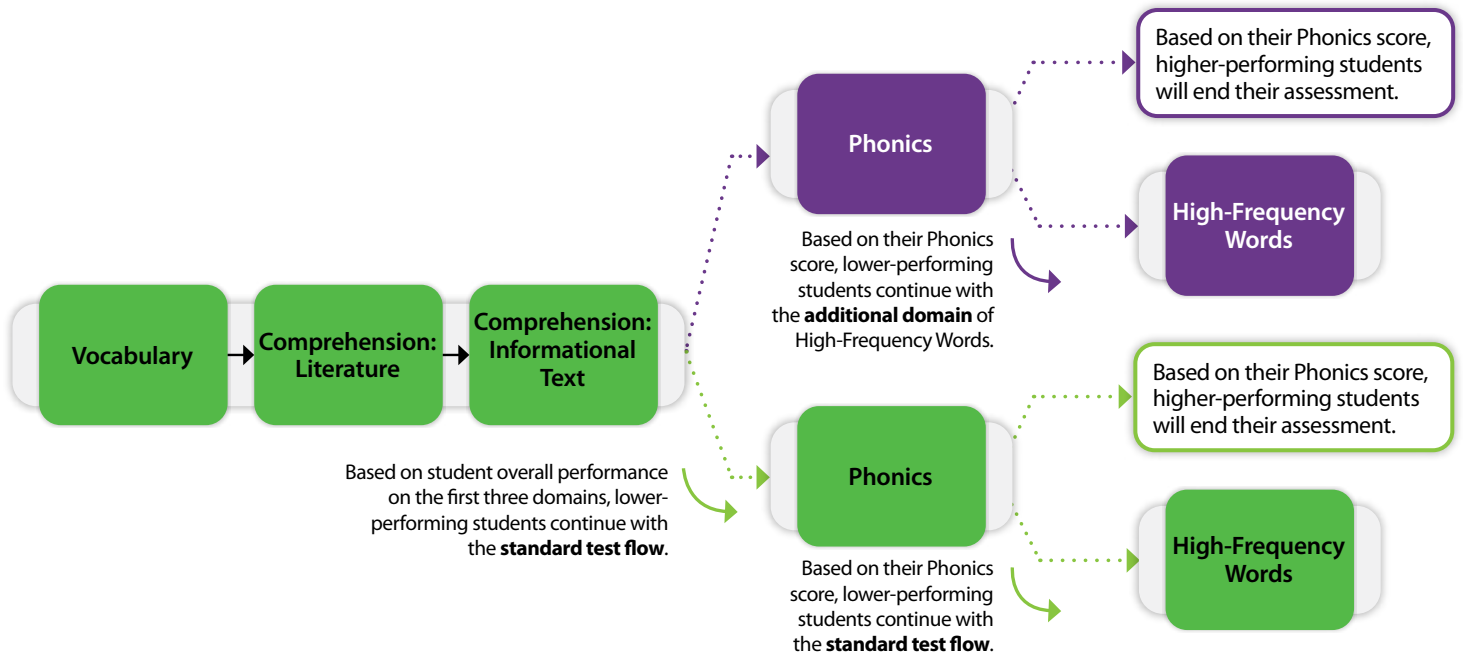 Vocabulary
Comprehension:
Literature
Comprehension:
Informational
Text
Based on student overall performance
on the first three domains, lower-
performing students continue with
the standard test flow.
Phonics
Based on their Phonics
score, lower-performing
students continue with
the additional domain of
High-Frequency Words.
Based on their Phonics score,
higher-performing students
will end their assessment.
High-Frequency
Words
Phonics
Based on their Phonics
score, lower-performing
students continue with
the standard test flow.
Based on their Phonics score,
higher-performing students
will end their assessment.
High-Frequency
Words